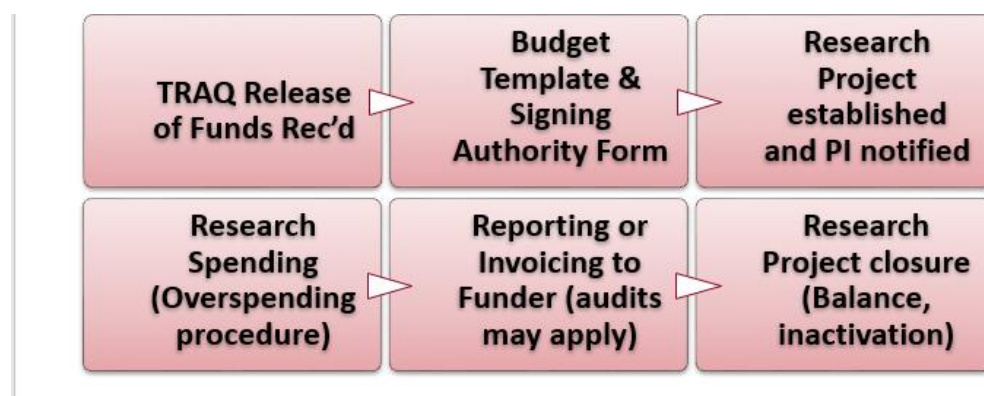 TRAQ Release
of Funds Rec'd
Budget
Template &
Signing
Authority Form
Research
Project
established
and PI notified
Research
Spending
(Overspending
procedure)
Reporting or
Invoicing to
Funder (audits
may apply)
Research
Project closure
(Balance,
inactivation)